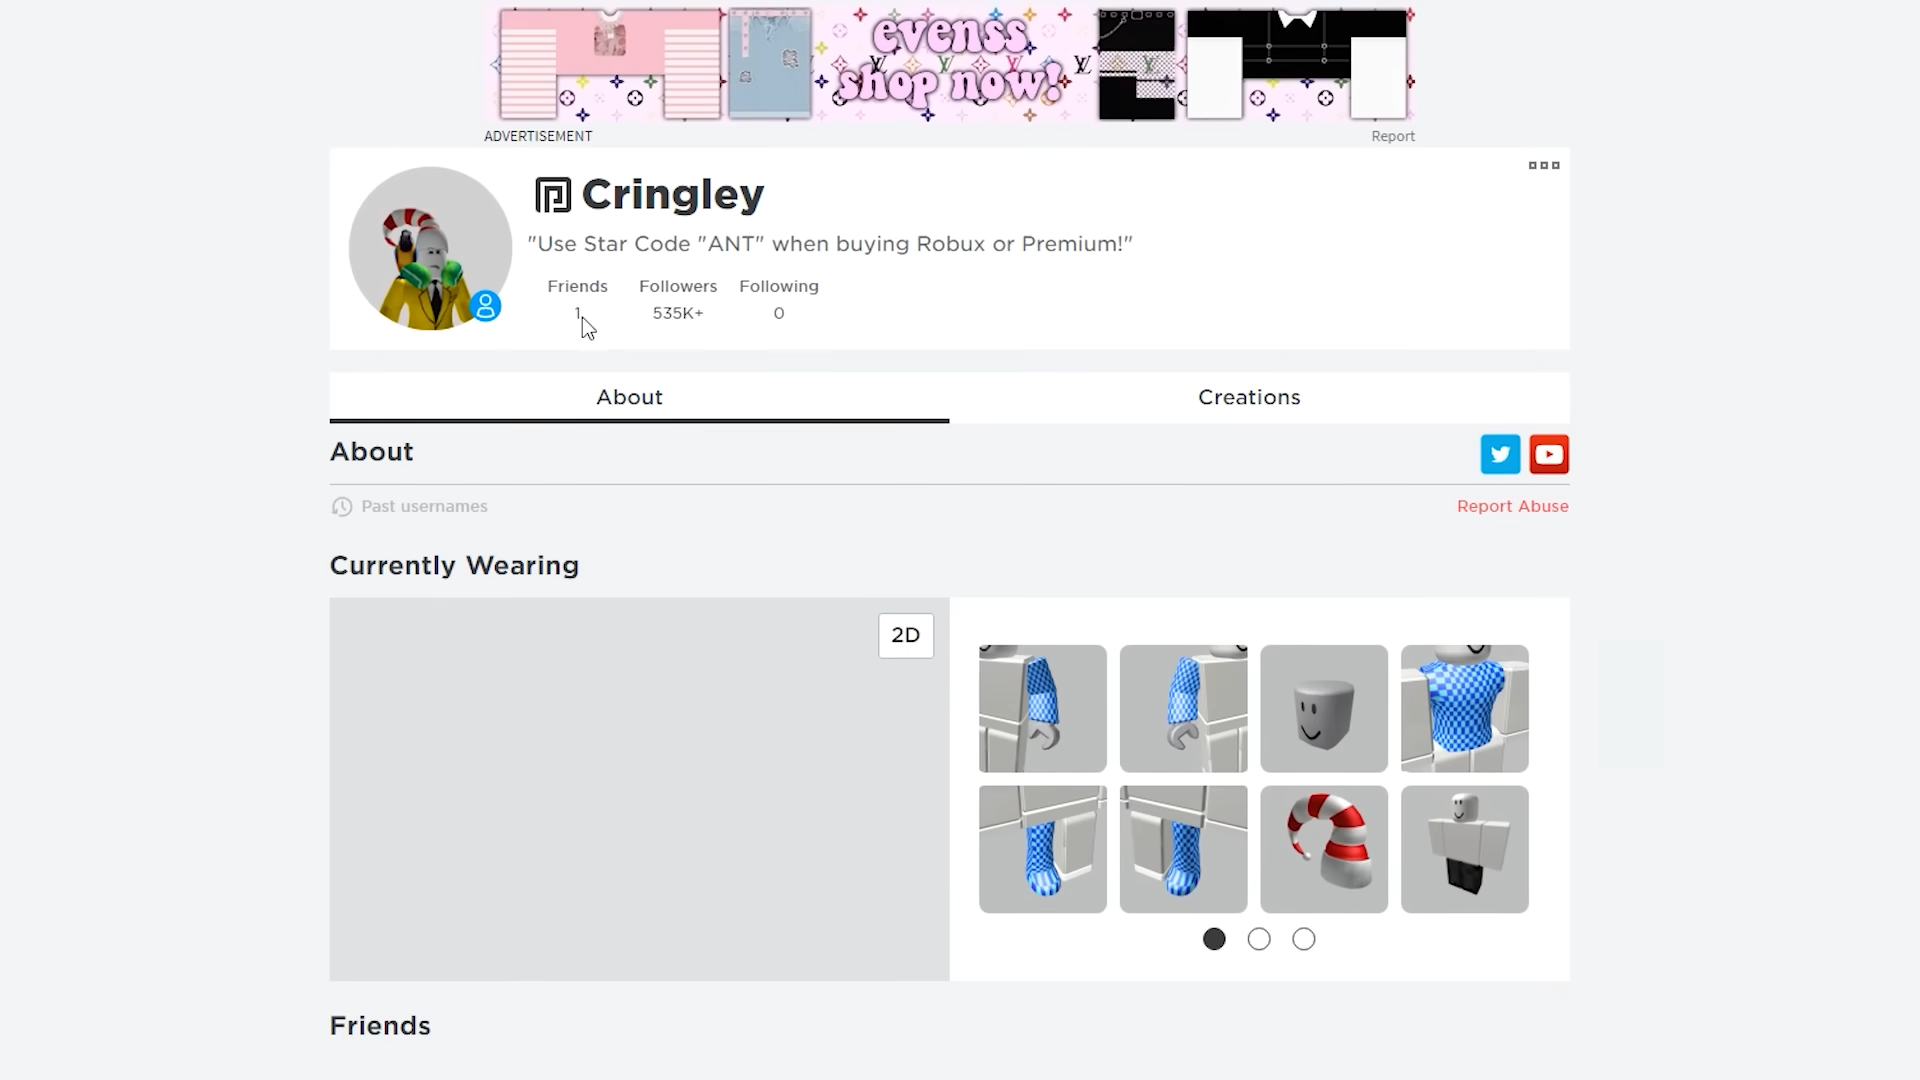 evenss
shop now!
ADVERTISEMENT
Report
Cringley
"Use Star Code "ANT" when buying Robux or Premium!"
Friends Followers Following
1 535K+ 0
About Creations
About
Past usernames
Report Abuse
Currently Wearing
2D
Friends